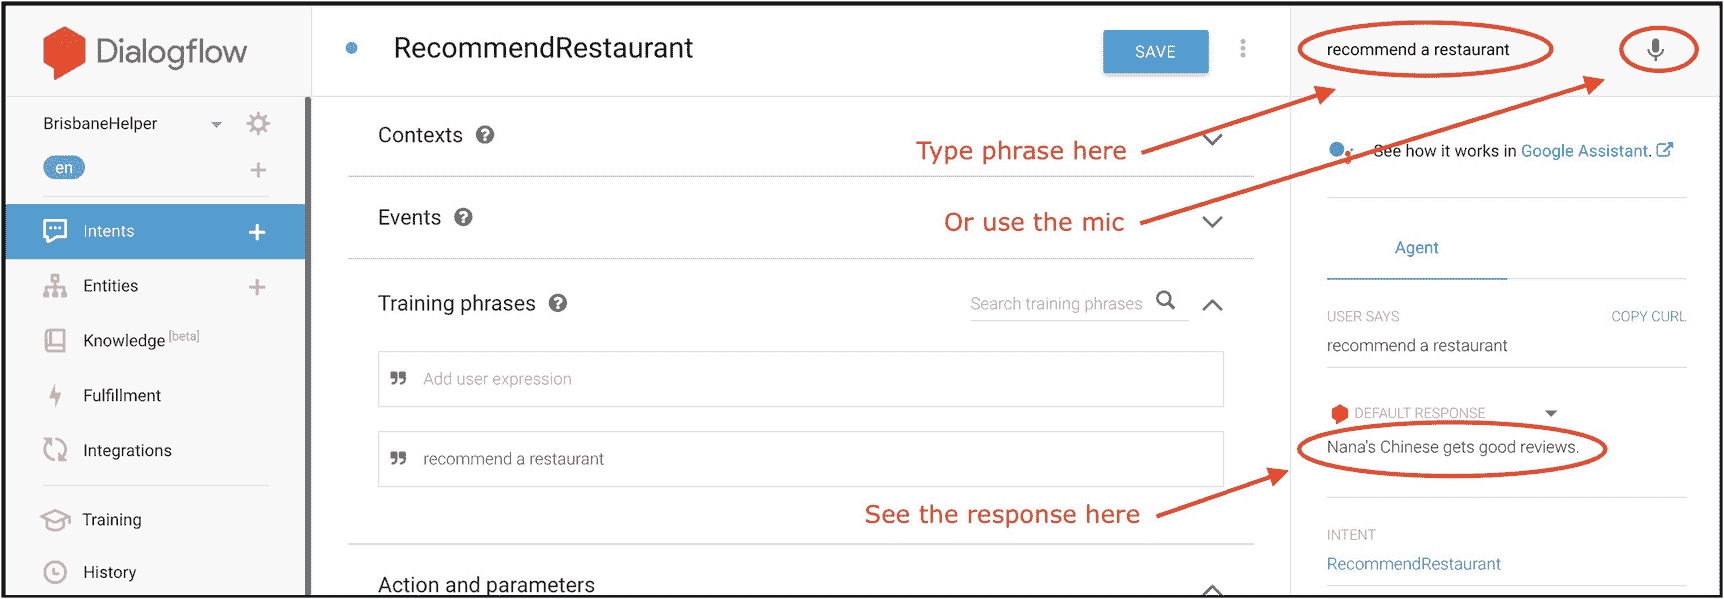 Dialogflow
BrisbaneHelper
en
Intents
Entities
Knowledge [beta]
Fulfillment
Integrations
Training
History
RecommendRestaurant
SAVE
Contexts
Events
Training phrases
Search training phrases
Add user expression
recommend a restaurant
Action and parameters
Type phrase here
Or use the mic
See the response here
recommend a restaurant
See how it works in Google Assistant.
Agent
USER SAYS COPY CURL
recommend a restaurant
DEFAULT RESPONSE
Nana's Chinese gets good reviews.
INTENT
RecommendRestaurant